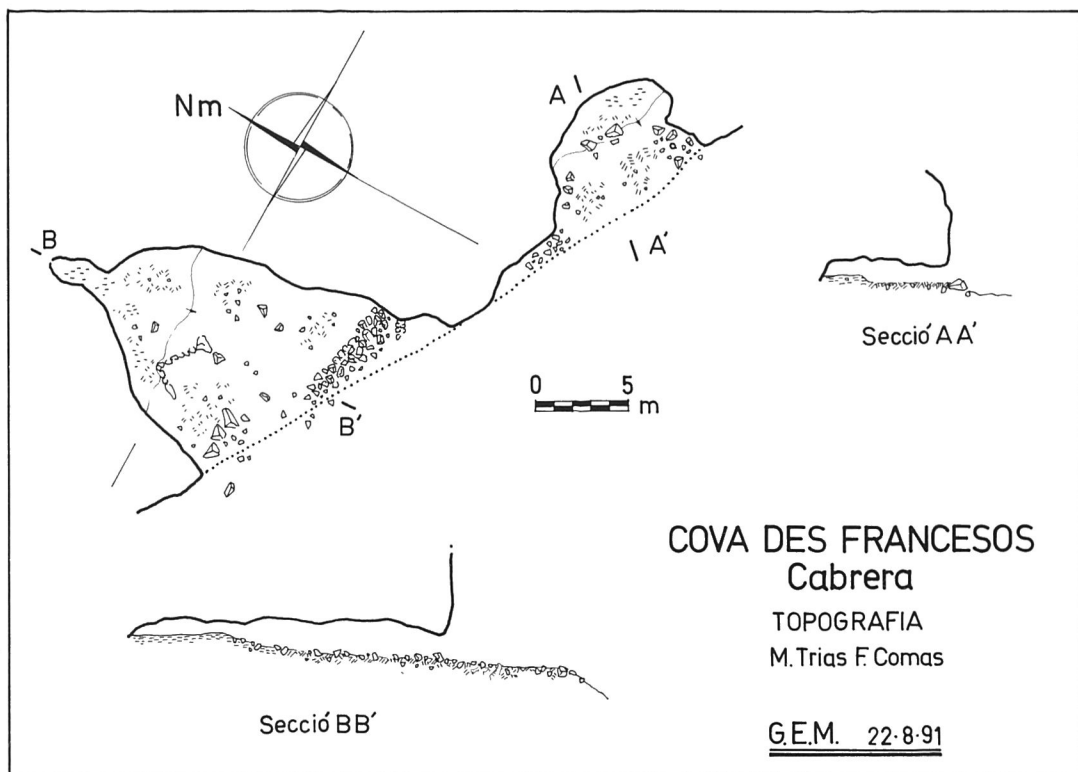 Nm
A
A'
B
B'
0 5
m
Secció AA'
Secció BB'
COVA DES FRANCESOS
Cabrera
TOPOGRAFIA
M. Trias F. Comas
G.E.M. 22·8·91